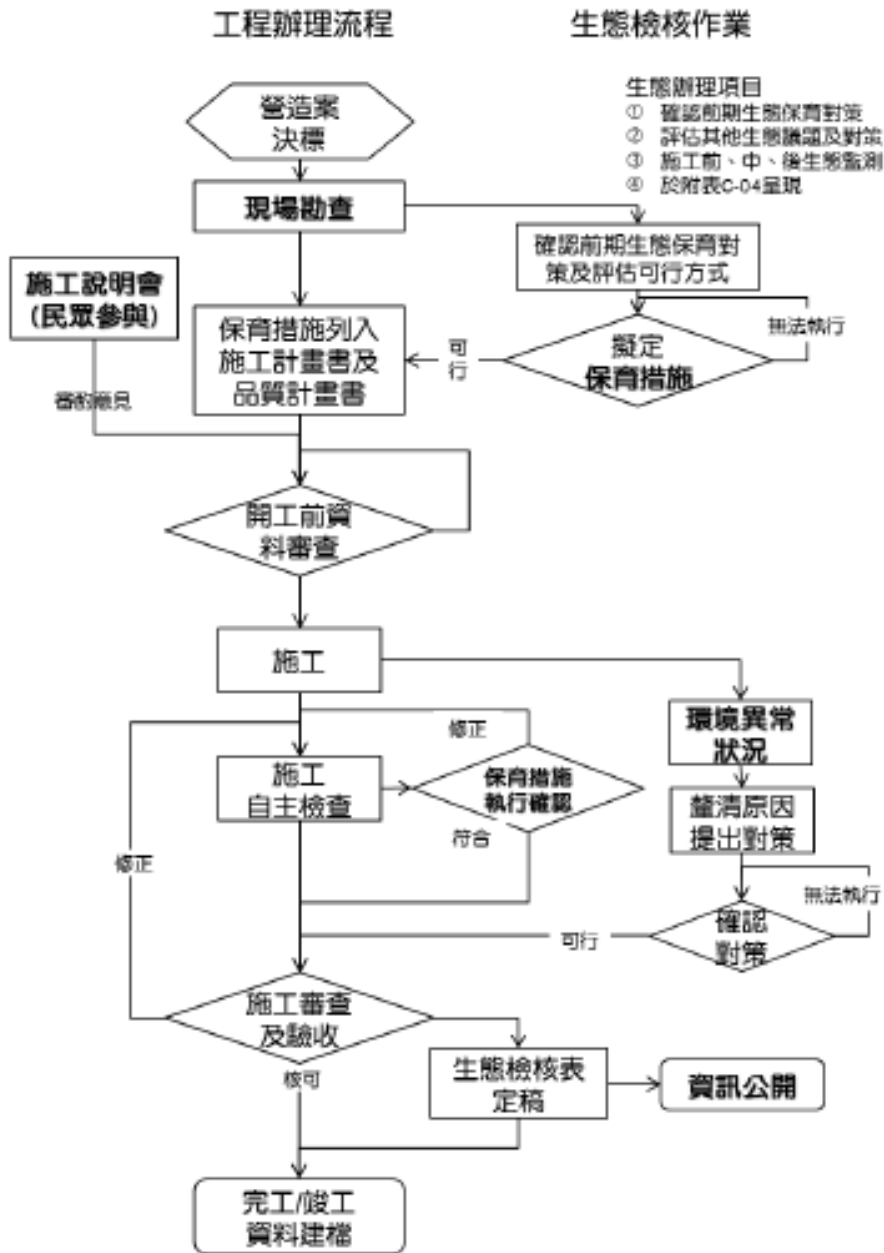 工程辦理流程
生態檢核作業
生態辦理項目
① 確認前期生態保育對策
② 評估其他生態議題及對策
③ 施工前、中、後生態監測
④ 於附表C-04呈現
營造案
決標
現場勘查
確認前期生態保育對
策及評估可行方式
施工說明會
(民眾參與)
保育措施列入
施工計畫書及
品質計畫書
可
行
擬定
保育措施
無法執行
審酌意見
開工前資
料審查
施工
環境異常
狀況
修正
施工
自主檢查
保育措施
執行確認
釐清原因
提出對策
符合
修正
無法執行
確認
對策
可行
施工審查
及驗收
核可
生態檢核表
定稿
資訊公開
完工/竣工
資料建檔